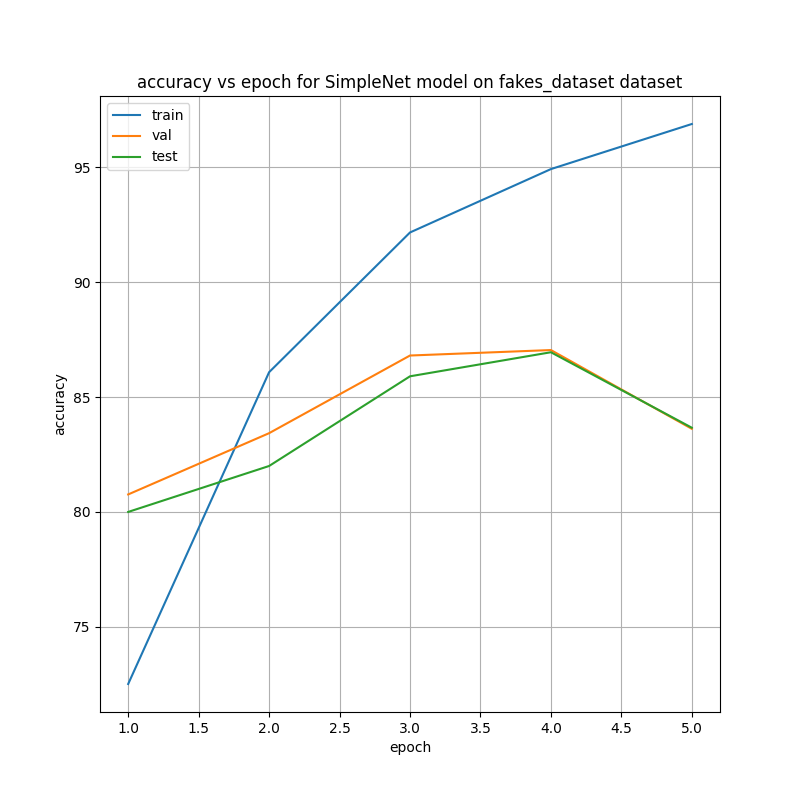 accuracy vs epoch for SimpleNet model on fakes_dataset dataset
train
val
test
95
90
85
80
75
accuracy
1.0 1.5 2.0 2.5 3.0 3.5 4.0 4.5 5.0
epoch